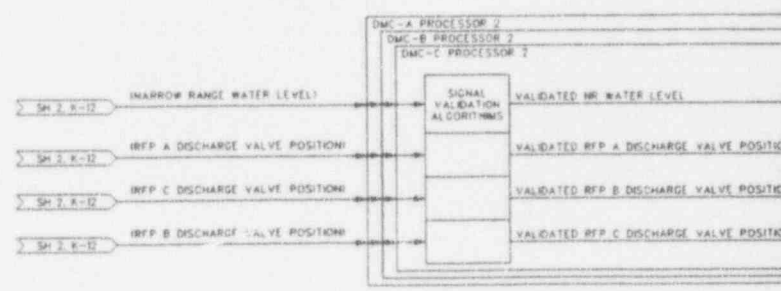 DMC-A PROCESSOR 2
DMC-B PROCESSOR 2
DMC-C PROCESSOR 2
SH 2, K-12
(NARROW RANGE WATER LEVEL)
SIGNAL
VALIDATION
ALGORITHMS
VALIDATED NR WATER LEVEL
SH 2, K-12
(RFP A DISCHARGE VALVE POSITION)
VALIDATED RFP A DISCHARGE VALVE POSITIO
SH 2, K-12
(RFP C DISCHARGE VALVE POSITION)
VALIDATED RFP B DISCHARGE VALVE POSITIO
SH 2, K-12
(RFP B DISCHARGE VALVE POSITION)
VALIDATED RFP C DISCHARGE VALVE POSITIO